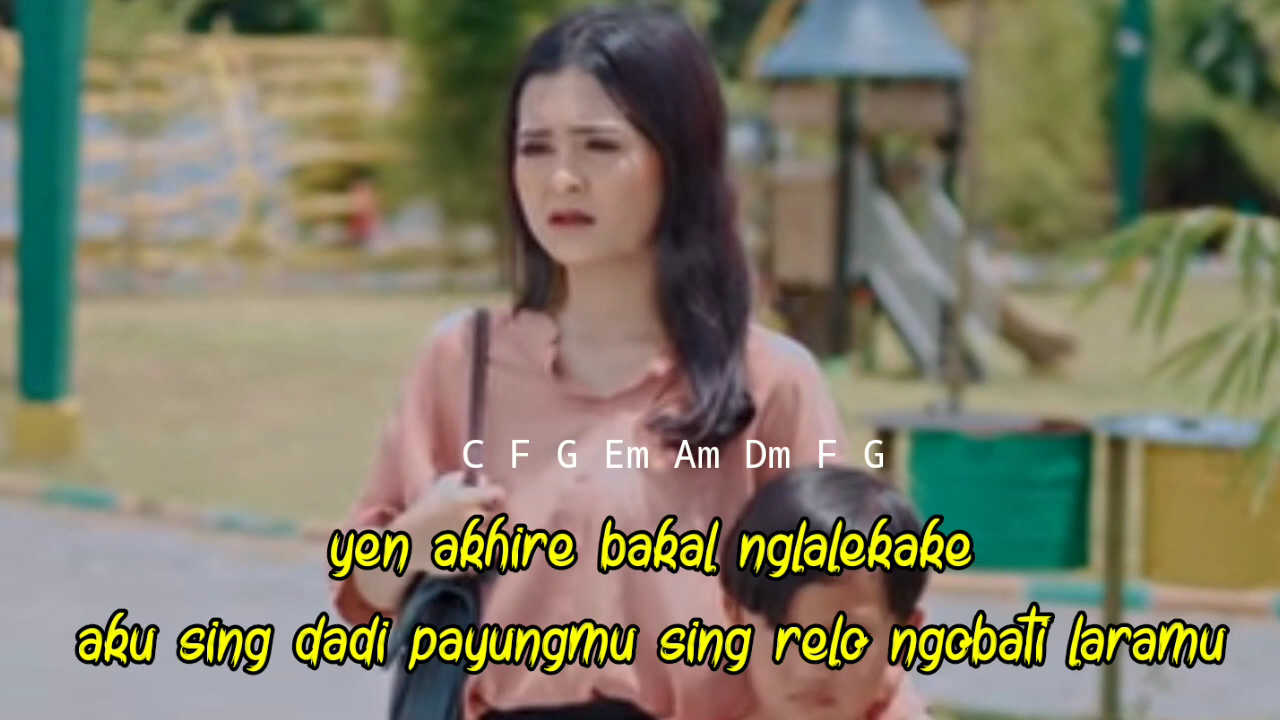 C F G Em Am Dm F G
yen akhire bakal nglalekake
aku sing dadi payungmu sing relo ngobati laramu